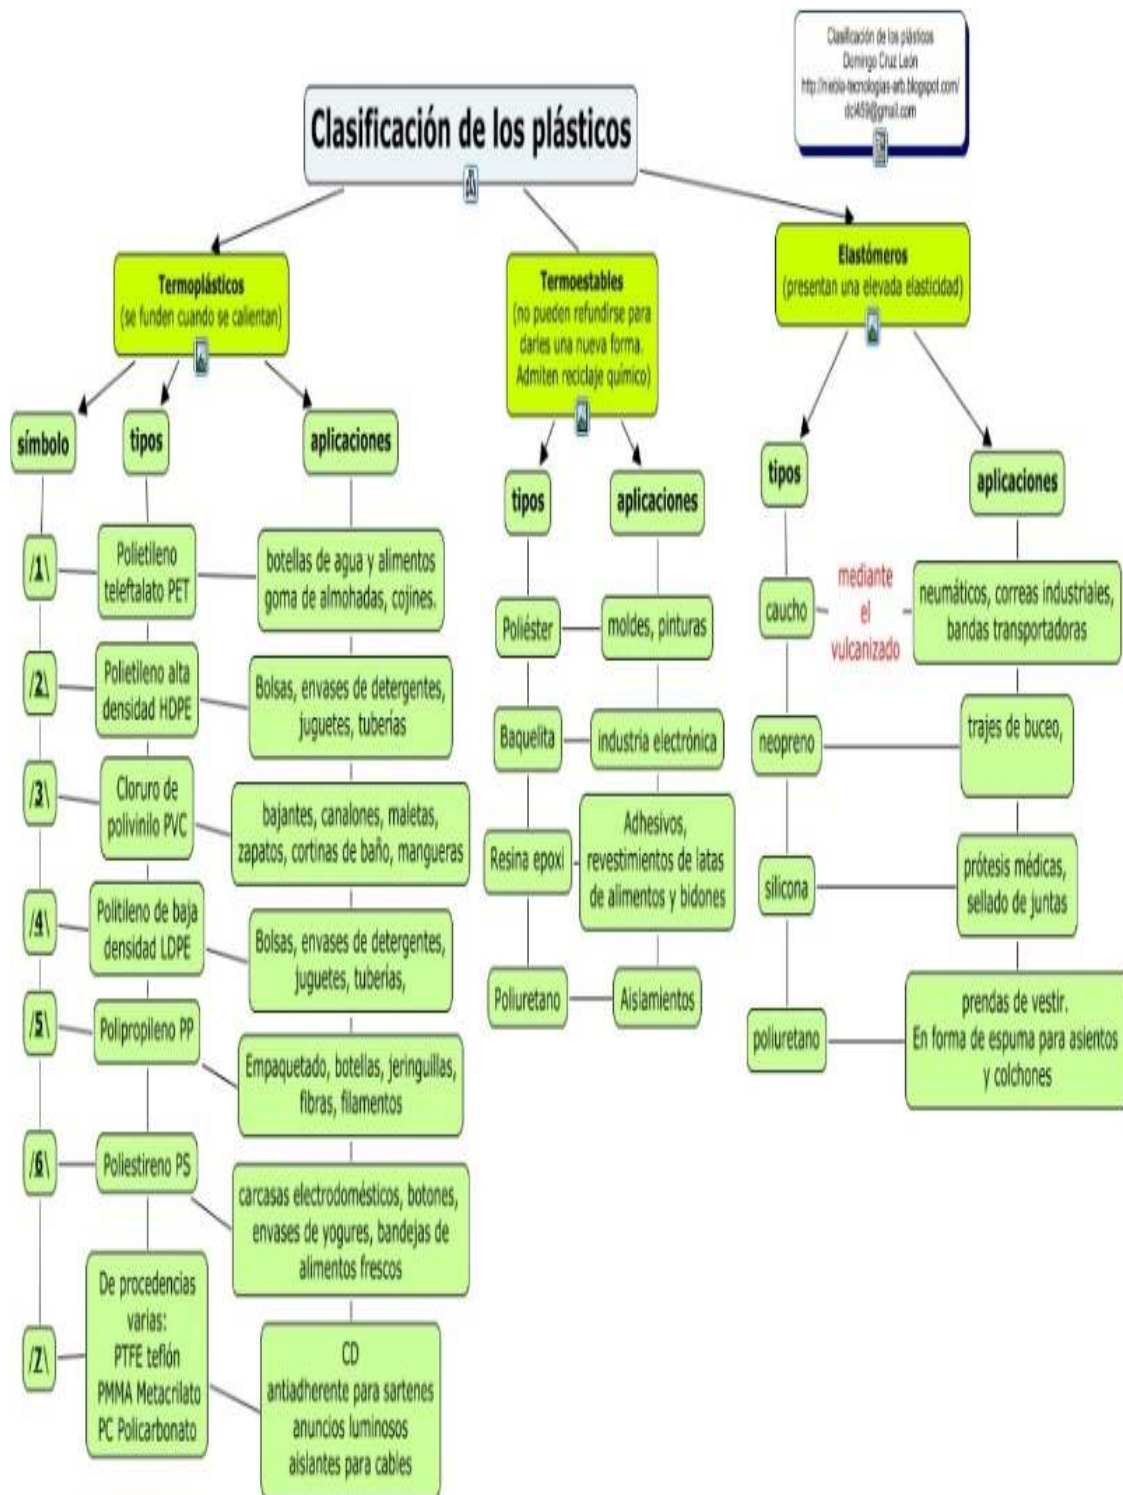 Clasificación de los plásticos
Domingo Cruz León
http://niebla-tecnologias-arb.blogspot.com/
dcl459@gmail.com
Clasificación de los plásticos
Termoplásticos
(se funden cuando se calientan)
Termoestables
(no pueden refundirse para
darles una nueva forma.
Admiten reciclaje químico)
Elastómeros
(presentan una elevada elasticidad)
símbolo
tipos
aplicaciones
/1\
Polietileno
teleftalato PET
botellas de agua y alimentos
goma de almohadas, cojines.
/2\
Polietileno alta
densidad HDPE
Bolsas, envases de detergentes,
juguetes, tuberías
/3\
Cloruro de
polivinilo PVC
bajantes, canalones, maletas,
zapatos, cortinas de baño, mangueras
/4\
Politileno de baja
densidad LDPE
Bolsas, envases de detergentes,
juguetes, tuberías,
/5\
Polipropileno PP
Empaquetado, botellas, jeringuillas,
fibras, filamentos
/6\
Poliestireno PS
carcasas electrodomésticos, botones,
envases de yogures, bandejas de
alimentos frescos
/7\
De procedencias
varias:
PTFE teflón
PMMA Metacrilato
PC Policarbonato
CD
antiadherente para sartenes
anuncios luminosos
aislantes para cables
tipos
aplicaciones
Poliéster
moldes, pinturas
Baquelita
industria electrónica
Resina epoxi
Adhesivos,
revestimientos de latas
de alimentos y bidones
Poliuretano
Aislamientos
tipos
aplicaciones
caucho
mediante
el
vulcanizado
neumáticos, correas industriales,
bandas transportadoras
neopreno
trajes de buceo,
silicona
prótesis médicas,
sellado de juntas
poliuretano
prendas de vestir.
En forma de espuma para asientos
y colchones